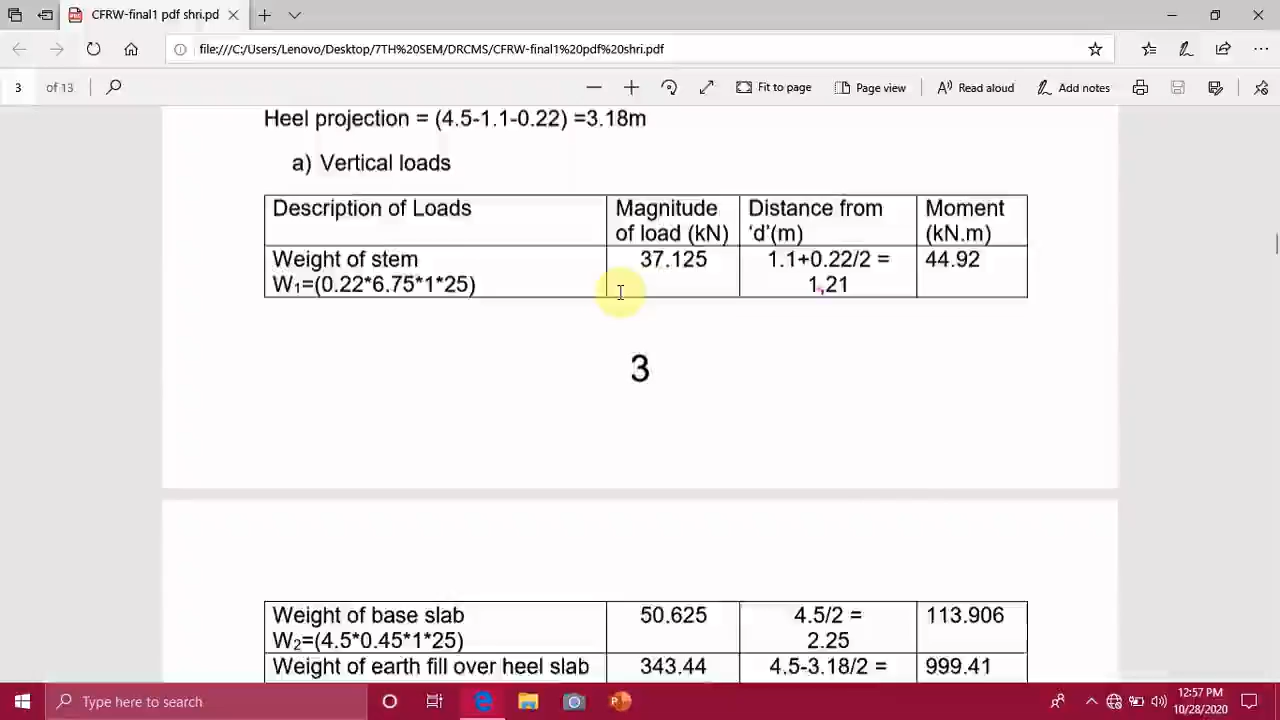 CFRW-final1 pdf shri.pd
file:///C:/Users/Lenovo/Desktop/7TH%20SEM/DRCMS/CFRW-final1%20pdf%20shri.pdf
3 of 13 Fit to page Page view Read aloud Add notes
Heel projection = (4.5-1.1-0.22) =3.18m
a) Vertical loads
Description of Loads
Magnitude of load (kN)
Distance from 'd'(m)
Moment (kN.m)
Weight of stem
W₁=(0.22*6.75*1*25)
37.125
1.1+0.22/2 =
1,21
44.92
3
Weight of base slab
W₂=(4.5*0.45*1*25)
50.625
4.5/2 =
2.25
113.906
Weight of earth fill over heel slab
343.44
4.5-3.18/2 =
999.41
Type here to search
12:57 PM
10/28/2020